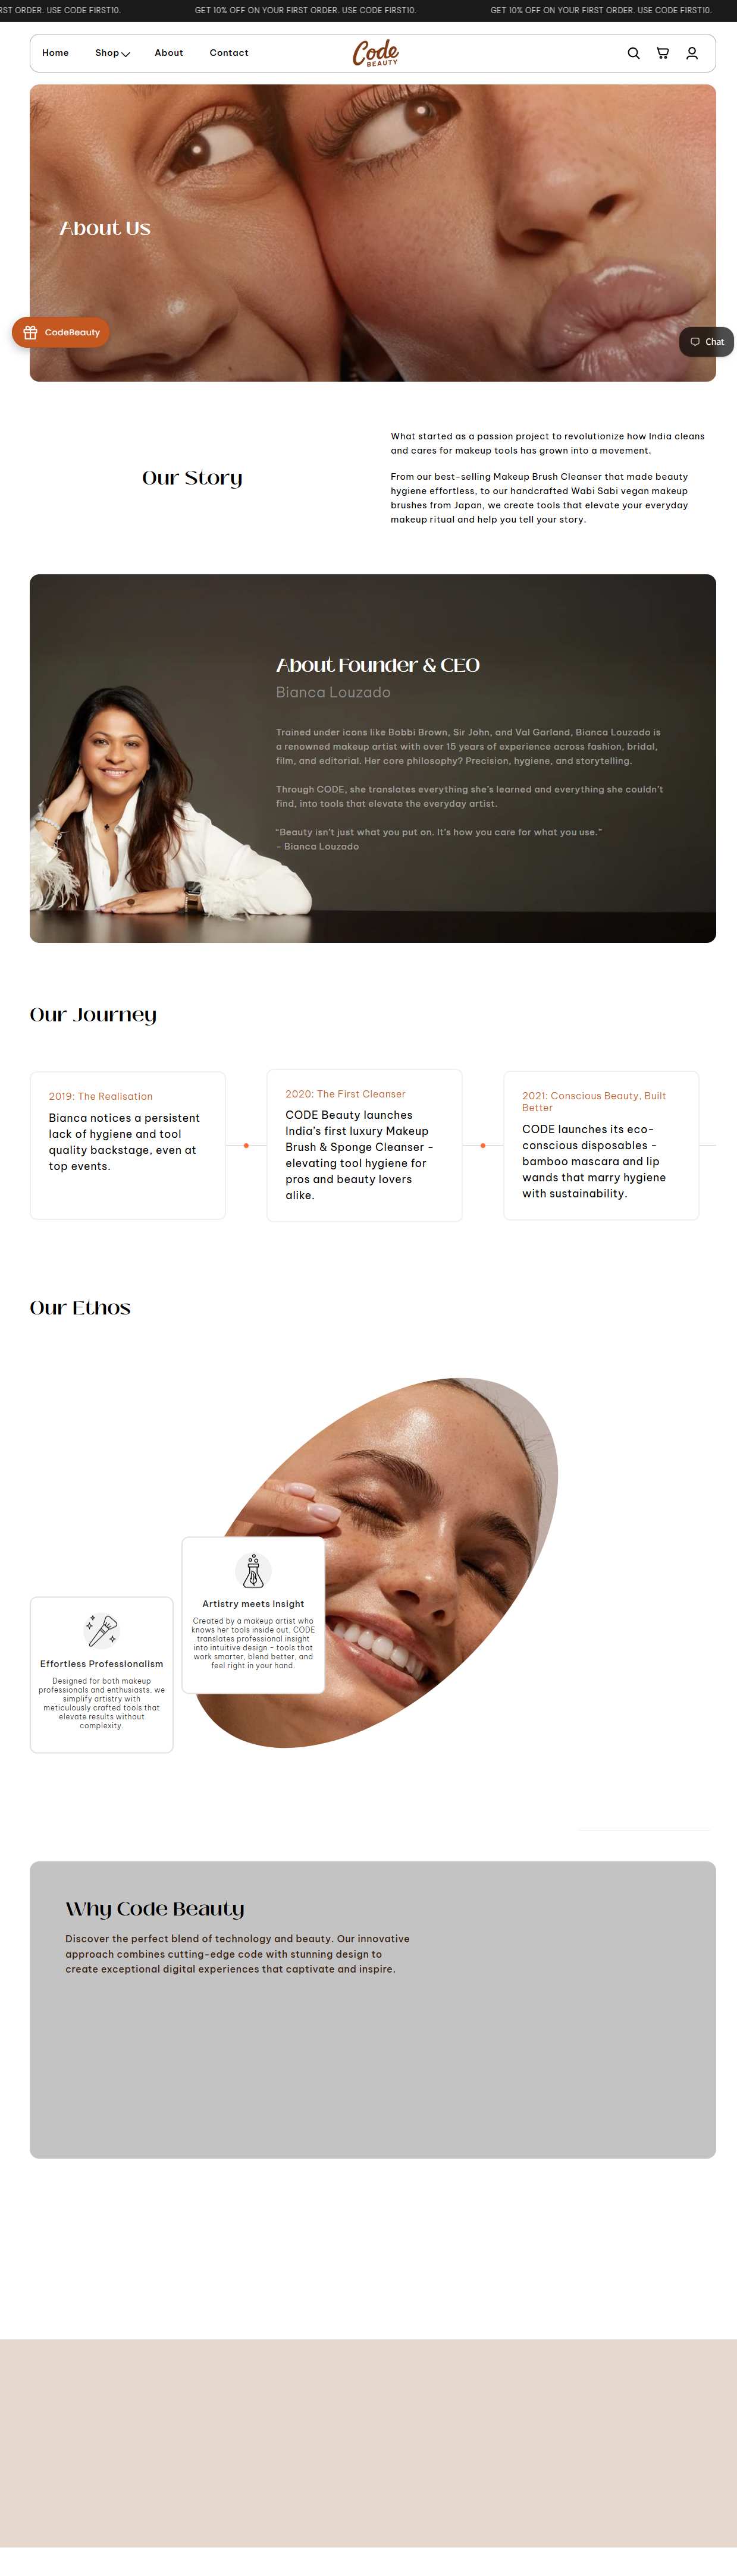 RST ORDER. USE CODE FIRST10. GET 10% OFF ON YOUR FIRST ORDER. USE CODE FIRST10. GET 10% OFF ON YOUR FIRST ORDER. USE CODE FIRST10.
Home Shop About Contact
Code
BEAUTY
About Us
CodeBeauty
Chat
Our Story
What started as a passion project to revolutionize how India cleans
and cares for makeup tools has grown into a movement.
From our best-selling Makeup Brush Cleanser that made beauty
hygiene effortless, to our handcrafted Wabi Sabi vegan makeup
brushes from Japan, we create tools that elevate your everyday
makeup ritual and help you tell your story.
About Founder & CEO
Bianca Louzado
Trained under icons like Bobbi Brown, Sir John, and Val Garland, Bianca Louzado is
a renowned makeup artist with over 15 years of experience across fashion, bridal,
film, and editorial. Her core philosophy? Precision, hygiene, and storytelling.
Through CODE, she translates everything she's learned and everything she couldn't
find, into tools that elevate the everyday artist.
"Beauty isn't just what you put on. It's how you care for what you use."
- Bianca Louzado
Our Journey
2019: The Realisation
Bianca notices a persistent
lack of hygiene and tool
quality backstage, even at
top events.
2020: The First Cleanser
CODE Beauty launches
India's first luxury Makeup
Brush & Sponge Cleanser -
elevating tool hygiene for
pros and beauty lovers
alike.
2021: Conscious Beauty, Built
Better
CODE launches its eco-
conscious disposables -
bamboo mascara and lip
wands that marry hygiene
with sustainability.
Our Ethos
Effortless Professionalism
Designed for both makeup
professionals and enthusiasts, we
simplify artistry with
meticulously crafted tools that
elevate results without
complexity.
Artistry meets Insight
Created by a makeup artist who
knows her tools inside out, CODE
translates professional insight
into intuitive design - tools that
work smarter, blend better, and
feel right in your hand.
Why Code Beauty
Discover the perfect blend of technology and beauty. Our innovative
approach combines cutting-edge code with stunning design to
create exceptional digital experiences that captivate and inspire.